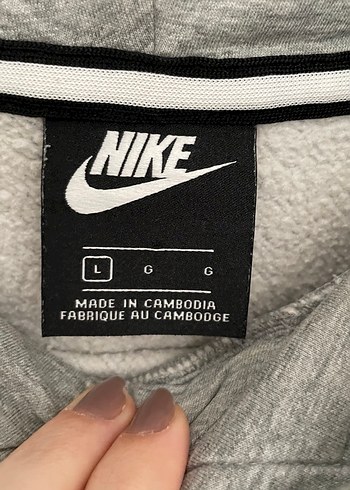 NIKE
L G G
MADE IN CAMBODIA
FABRIQUE AU CAMBODGE